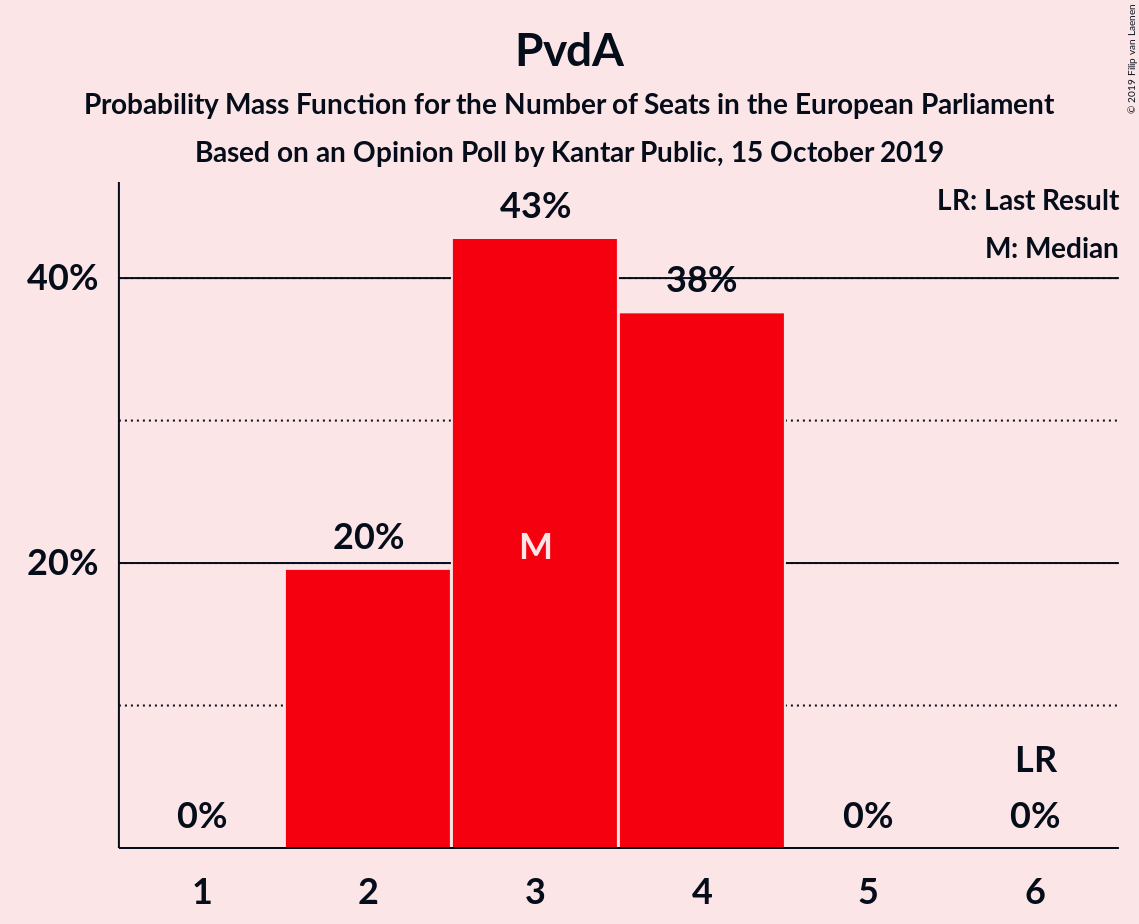 PvdA
Probability Mass Function for the Number of Seats in the European Parliament
Based on an Opinion Poll by Kantar Public, 15 October 2019
© 2019 Filip van Laenen
LR: Last Result
M: Median
43%
40%
38%
20%
M
20%
LR
0%
0%
0%
1
2
3
4
5
6